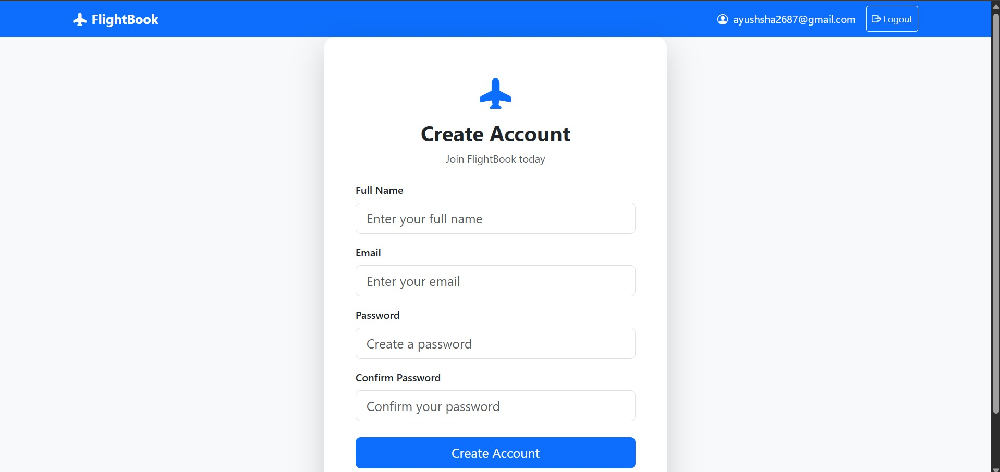 FlightBook
ayushsha2687@gmail.com
Logout
Create Account
Join FlightBook today
Full Name
Enter your full name
Email
Enter your email
Password
Create a password
Confirm Password
Confirm your password
Create Account